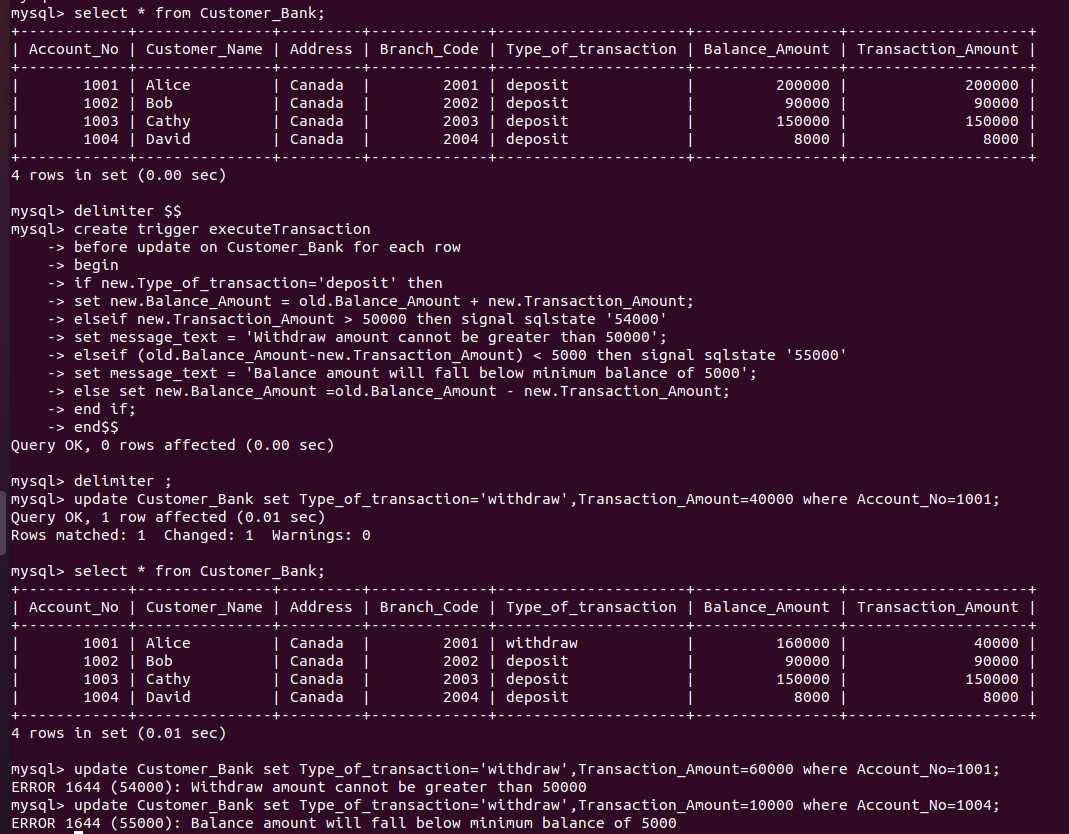 mysql> select * from Customer_Bank;
+------------+---------------+---------+-------------+---------------------+----------------+--------------------+
| Account_No | Customer_Name | Address | Branch_Code | Type_of_transaction | Balance_Amount | Transaction_Amount |
+------------+---------------+---------+-------------+---------------------+----------------+--------------------+
|       1001 | Alice         | Canada  |        2001 | deposit             |         200000 |             200000 |
|       1002 | Bob           | Canada  |        2002 | deposit             |          90000 |              90000 |
|       1003 | Cathy         | Canada  |        2003 | deposit             |         150000 |             150000 |
|       1004 | David         | Canada  |        2004 | deposit             |           8000 |               8000 |
+------------+---------------+---------+-------------+---------------------+----------------+--------------------+
4 rows in set (0.00 sec)

mysql> delimiter $$
mysql> create trigger executeTransaction
    -> before update on Customer_Bank for each row
    -> begin
    -> if new.Type_of_transaction='deposit' then
    -> set new.Balance_Amount = old.Balance_Amount + new.Transaction_Amount;
    -> elseif new.Transaction_Amount > 50000 then signal sqlstate '54000'
    -> set message_text = 'Withdraw amount cannot be greater than 50000';
    -> elseif (old.Balance_Amount-new.Transaction_Amount) < 5000 then signal sqlstate '55000'
    -> set message_text = 'Balance amount will fall below minimum balance of 5000';
    -> else set new.Balance_Amount =old.Balance_Amount - new.Transaction_Amount;
    -> end if;
    -> end$$
Query OK, 0 rows affected (0.00 sec)

mysql> delimiter ;
mysql> update Customer_Bank set Type_of_transaction='withdraw',Transaction_Amount=40000 where Account_No=1001;
Query OK, 1 row affected (0.01 sec)
Rows matched: 1  Changed: 1  Warnings: 0

mysql> select * from Customer_Bank;
+------------+---------------+---------+-------------+---------------------+----------------+--------------------+
| Account_No | Customer_Name | Address | Branch_Code | Type_of_transaction | Balance_Amount | Transaction_Amount |
+------------+---------------+---------+-------------+---------------------+----------------+--------------------+
|       1001 | Alice         | Canada  |        2001 | withdraw            |         160000 |              40000 |
|       1002 | Bob           | Canada  |        2002 | deposit             |          90000 |              90000 |
|       1003 | Cathy         | Canada  |        2003 | deposit             |         150000 |             150000 |
|       1004 | David         | Canada  |        2004 | deposit             |           8000 |               8000 |
+------------+---------------+---------+-------------+---------------------+----------------+--------------------+
4 rows in set (0.01 sec)

mysql> update Customer_Bank set Type_of_transaction='withdraw',Transaction_Amount=60000 where Account_No=1001;
ERROR 1644 (54000): Withdraw amount cannot be greater than 50000
mysql> update Customer_Bank set Type_of_transaction='withdraw',Transaction_Amount=10000 where Account_No=1004;
ERROR 1644 (55000): Balance amount will fall below minimum balance of 5000